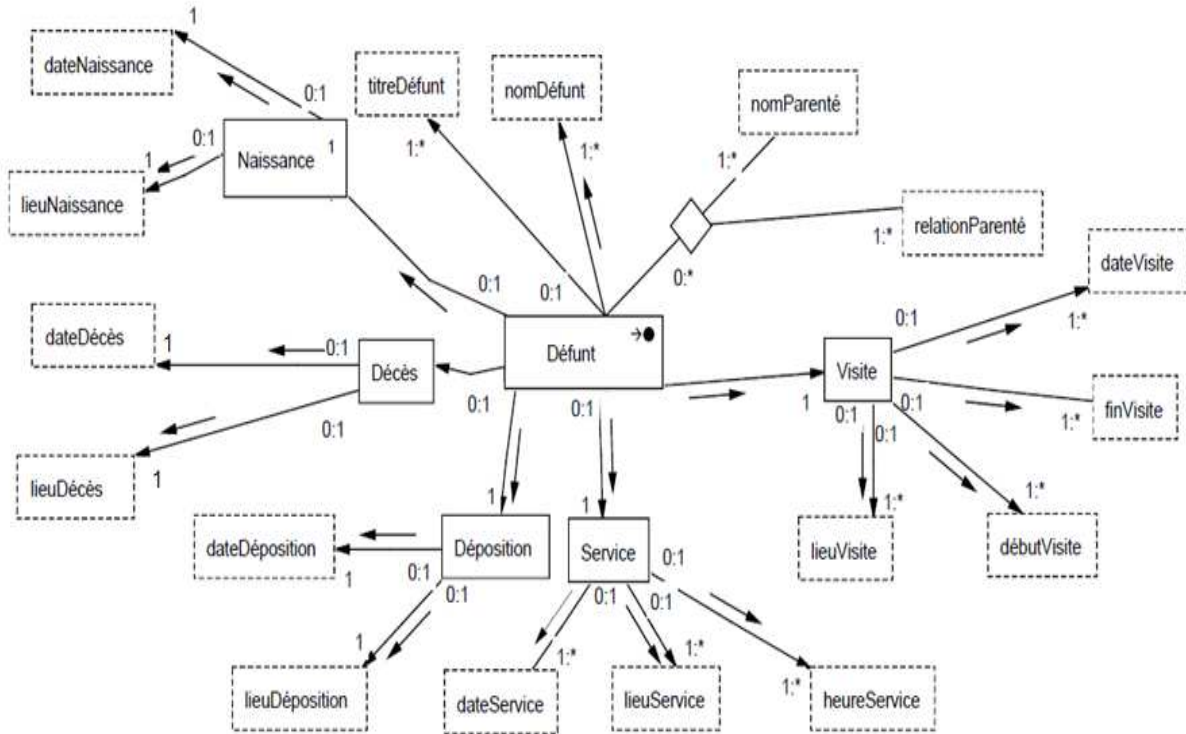 1
dateNaissance
0:1
0:1
1
Naissance
1
lieuNaissance
titreDéfunt
1:*
nomDéfunt
1:*
nomParenté
1:*
relationParenté
1:*
0:*
0:1
0:1
Défunt
dateVisite
0:1
1:*
dateDécès
1
0:1
Décès
0:1
0:1
Visite
1
0:1
0:1
0:1
finVisite
1:*
lieuDécès
1
0:1
1
1
1:*
1:*
lieuVisite
débutVisite
dateDéposition
1
0:1
Déposition
0:1
Service
0:1
0:1
0:1
1
1:*
1:*
1:*
lieuDéposition
dateService
lieuService
heureService